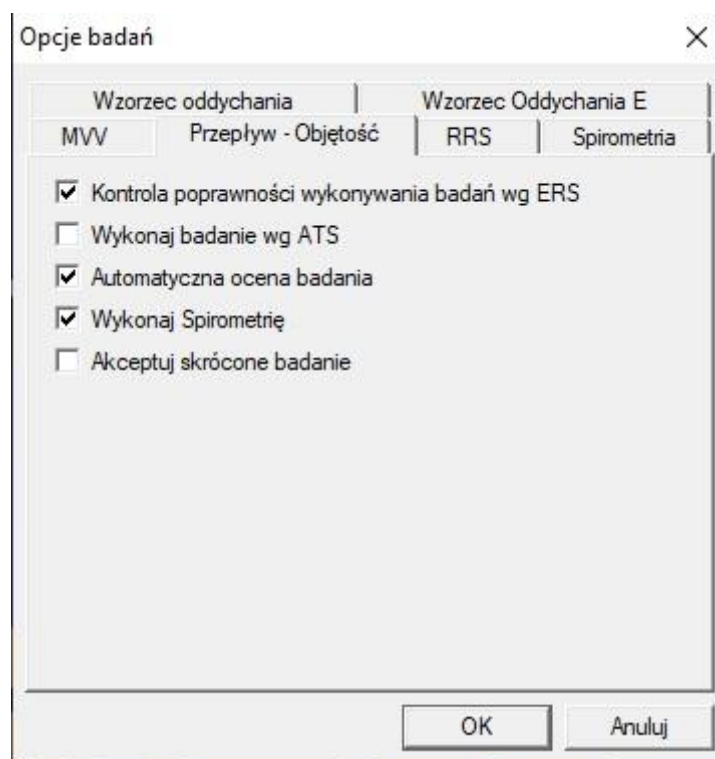 Opcje badań
Wzorzec oddychania Wzorzec Oddychania E
MVV Przepływ - Objętość RRS Spirometria
Kontrola poprawności wykonywania badań wg ERS
Wykonaj badanie wg ATS
Automatyczna ocena badania
Wykonaj Spirometrię
Akceptuj skrócone badanie
OK Anuluj